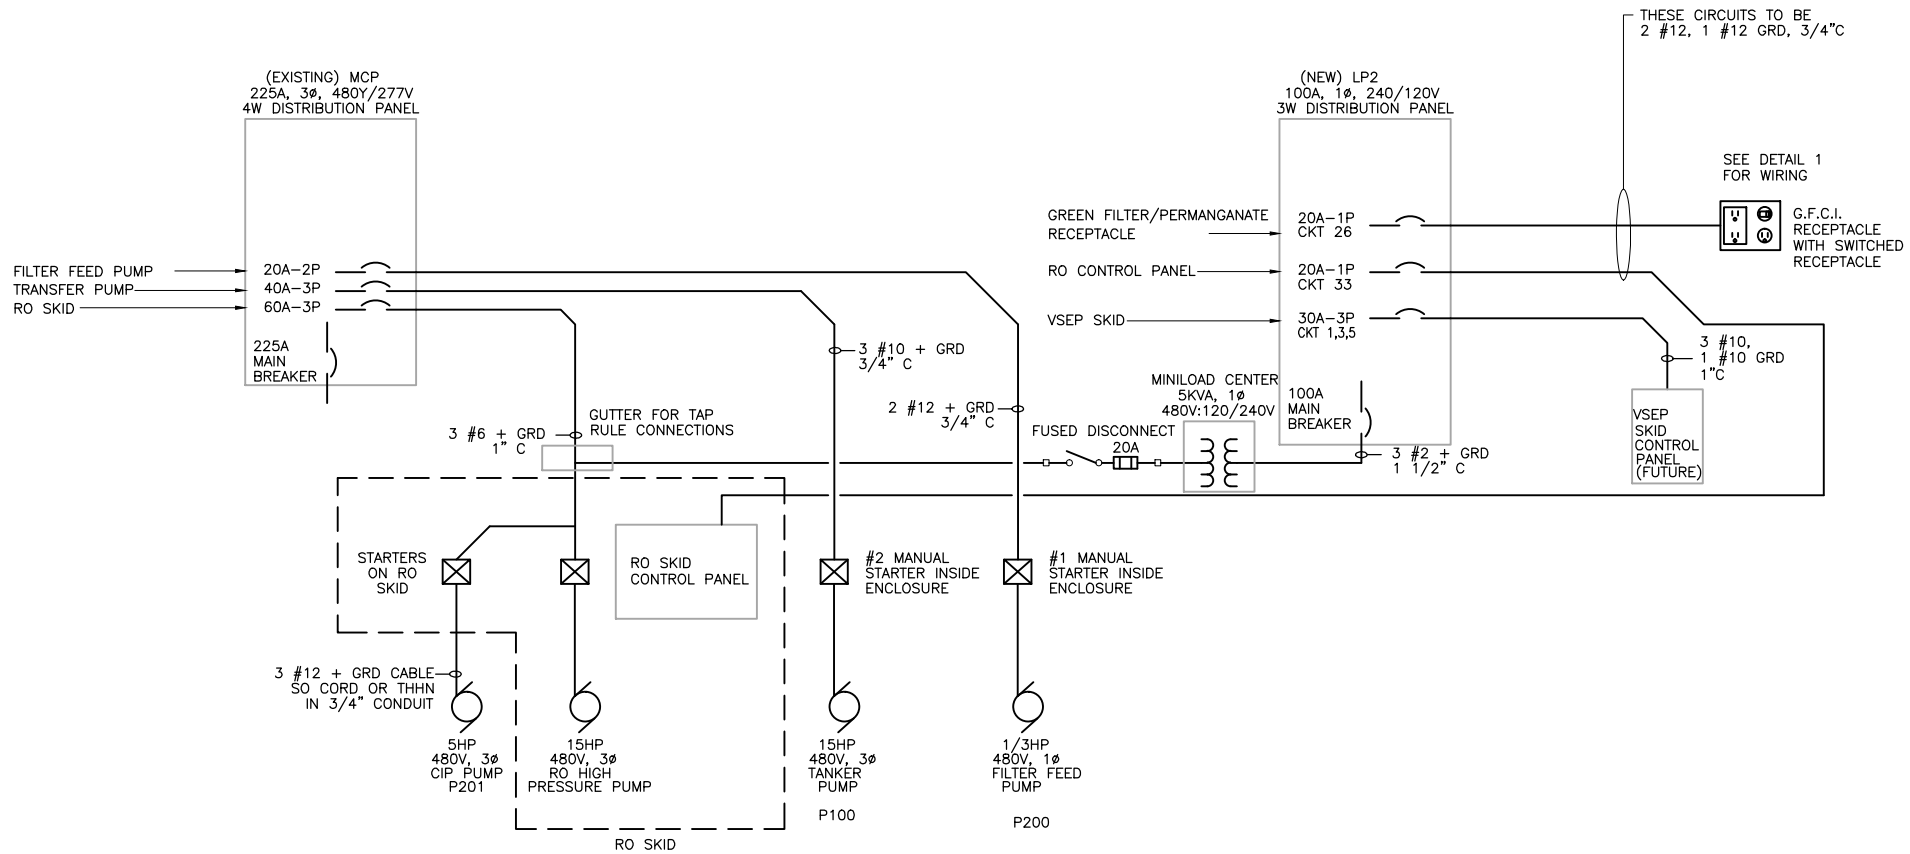 THESE CIRCUITS TO BE
2 #12, 1 #12 GRD, 3/4"C
(EXISTING) MCP
225A, 3ø, 480Y/277V
4W DISTRIBUTION PANEL
(NEW) LP2
100A, 1ø, 240/120V
3W DISTRIBUTION PANEL
SEE DETAIL 1
FOR WIRING
GREEN FILTER/PERMANGANATE
RECEPTACLE
20A-1P
CKT 26
G.F.C.I.
RECEPTACLE
WITH SWITCHED
RECEPTACLE
FILTER FEED PUMP
20A-2P
TRANSFER PUMP
40A-3P
RO SKID
60A-3P
RO CONTROL PANEL
20A-1P
CKT 33
VSEP SKID
30A-3P
CKT 1,3,5
225A
MAIN
BREAKER
3 #10 + GRD
3/4" C
3 #10,
1 #10 GRD
1"C
MINILOAD CENTER
5KVA, 1ø
480V:120/240V
100A
MAIN
BREAKER
2 #12 + GRD
3/4" C
GUTTER FOR TAP
RULE CONNECTIONS
3 #6 + GRD
1" C
FUSED DISCONNECT
20A
3 #2 + GRD
1 1/2" C
VSEP
SKID
CONTROL
PANEL
(FUTURE)
STARTERS
ON RO
SKID
RO SKID
CONTROL PANEL
#2 MANUAL
STARTER INSIDE
ENCLOSURE
#1 MANUAL
STARTER INSIDE
ENCLOSURE
3 #12 + GRD CABLE
SO CORD OR THHN
IN 3/4" CONDUIT
5HP
480V, 3ø
CIP PUMP
P201
15HP
480V, 3ø
RO HIGH
PRESSURE PUMP
15HP
480V, 3ø
TANKER
PUMP
P100
1/3HP
480V, 1ø
FILTER FEED
PUMP
P200
RO SKID